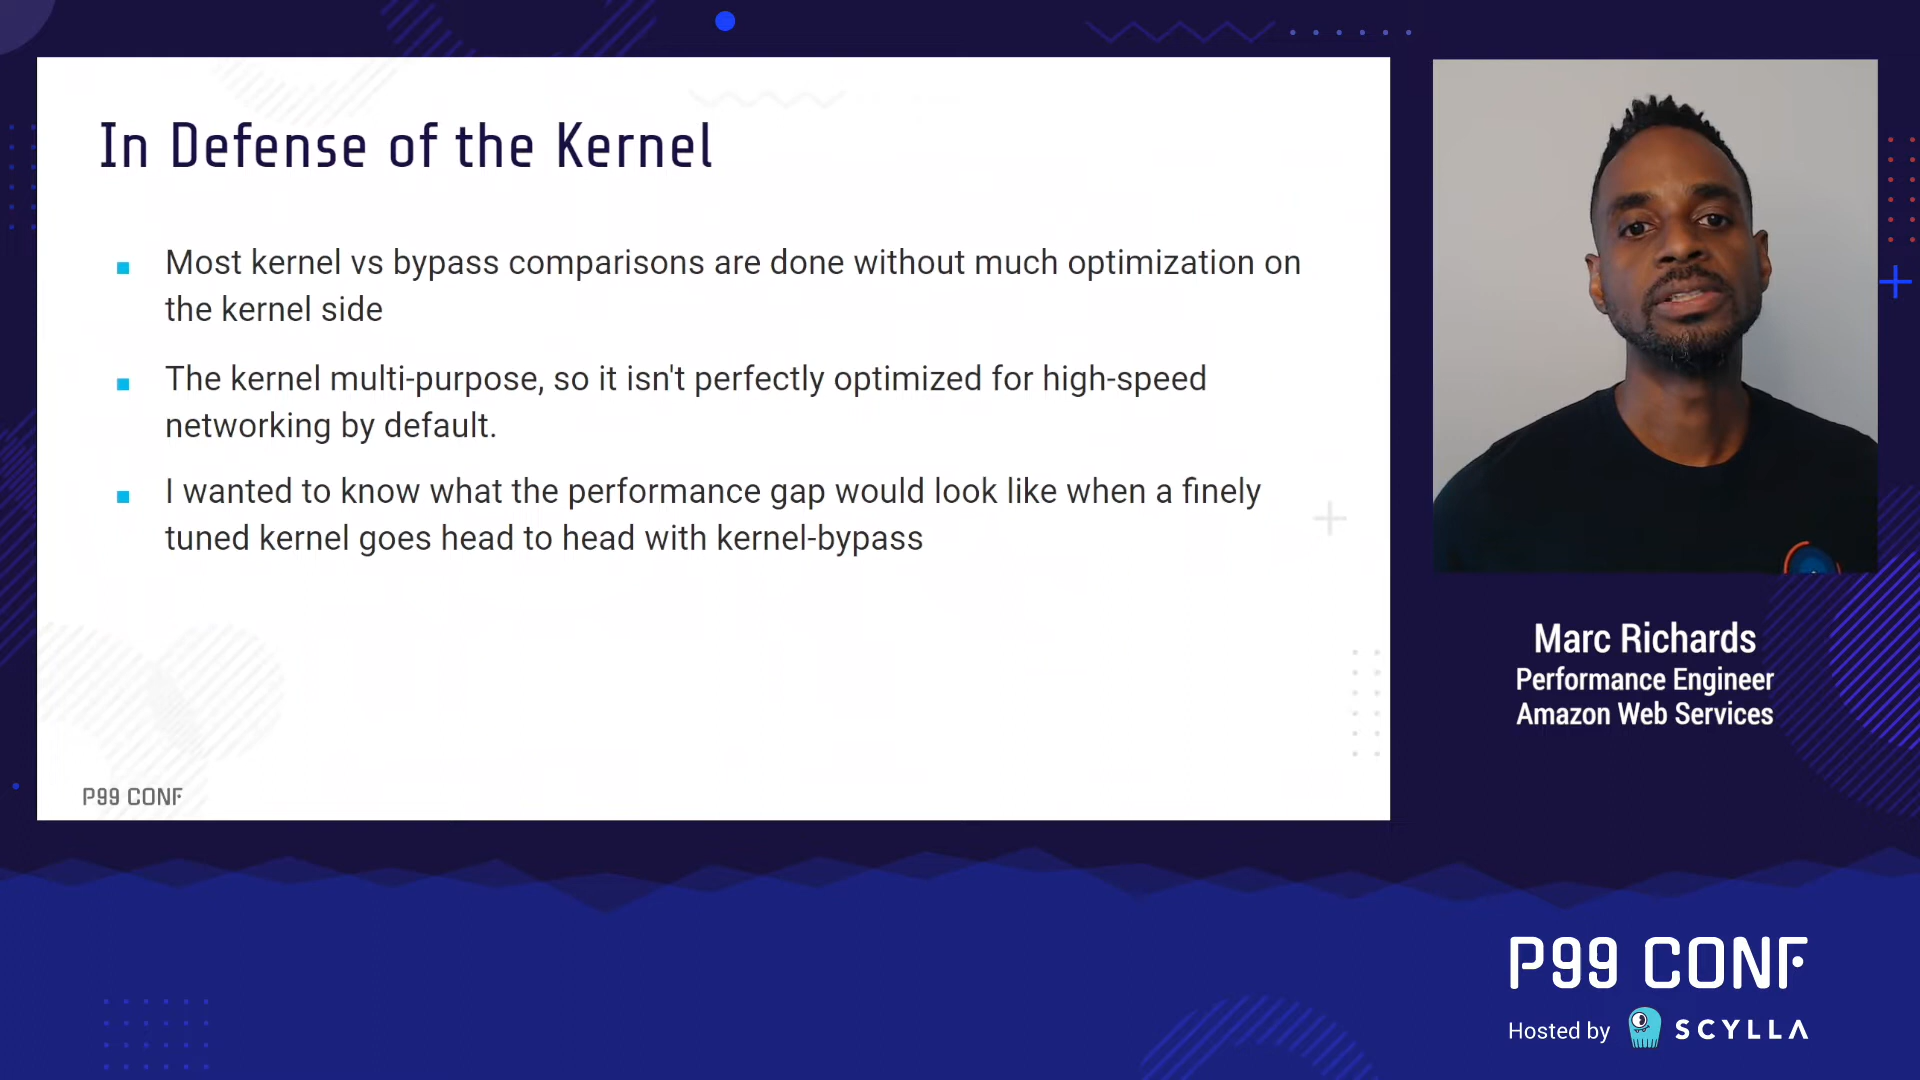 In Defense of the Kernel
Most kernel vs bypass comparisons are done without much optimization on
the kernel side
The kernel multi-purpose, so it isn't perfectly optimized for high-speed
networking by default.
I wanted to know what the performance gap would look like when a finely
tuned kernel goes head to head with kernel-bypass
P99 CONF
Marc Richards
Performance Engineer
Amazon Web Services
P99 CONF
Hosted by SCYLLA